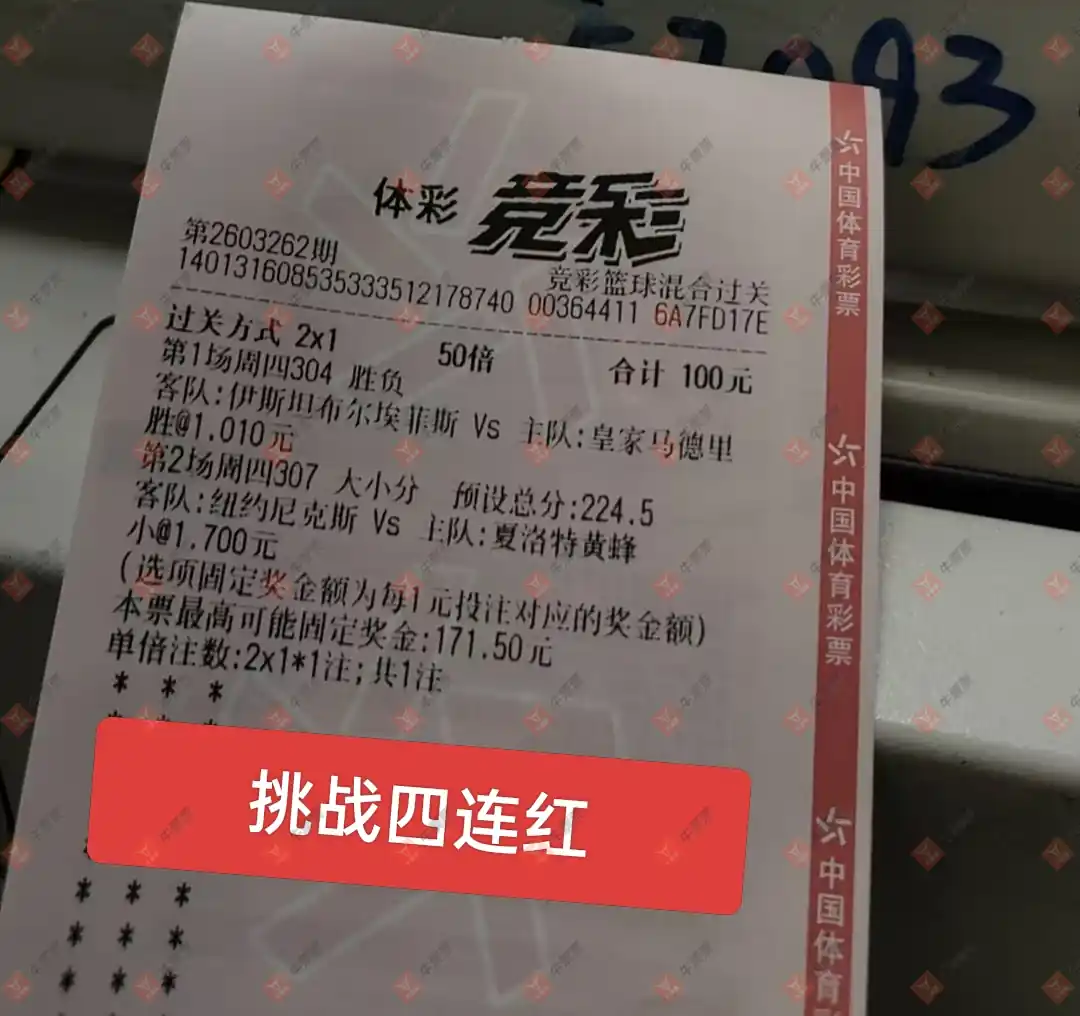 57093
体彩 竞彩
第2603262期
竞彩篮球混合过关
140131608535333512178740 00364411 6A7FD17E
过关方式 2x1 50倍 合计 100元
第1场周四304 胜负
客队:伊斯坦布尔埃菲斯 Vs 主队:皇家马德里
胜@1.010元
第2场周四307 大小分 预设总分:224.5
客队:纽约尼克斯 Vs 主队:夏洛特黄蜂
小@1.700元
(选项固定奖金额为每1元投注对应的奖金额)
本票最高可能固定奖金:171.50元
单倍注数:2x1*1注;共1注
* * *
挑战四连红
* * *
* * *
* * *
中国体育彩票
中国体育彩票
中国体育